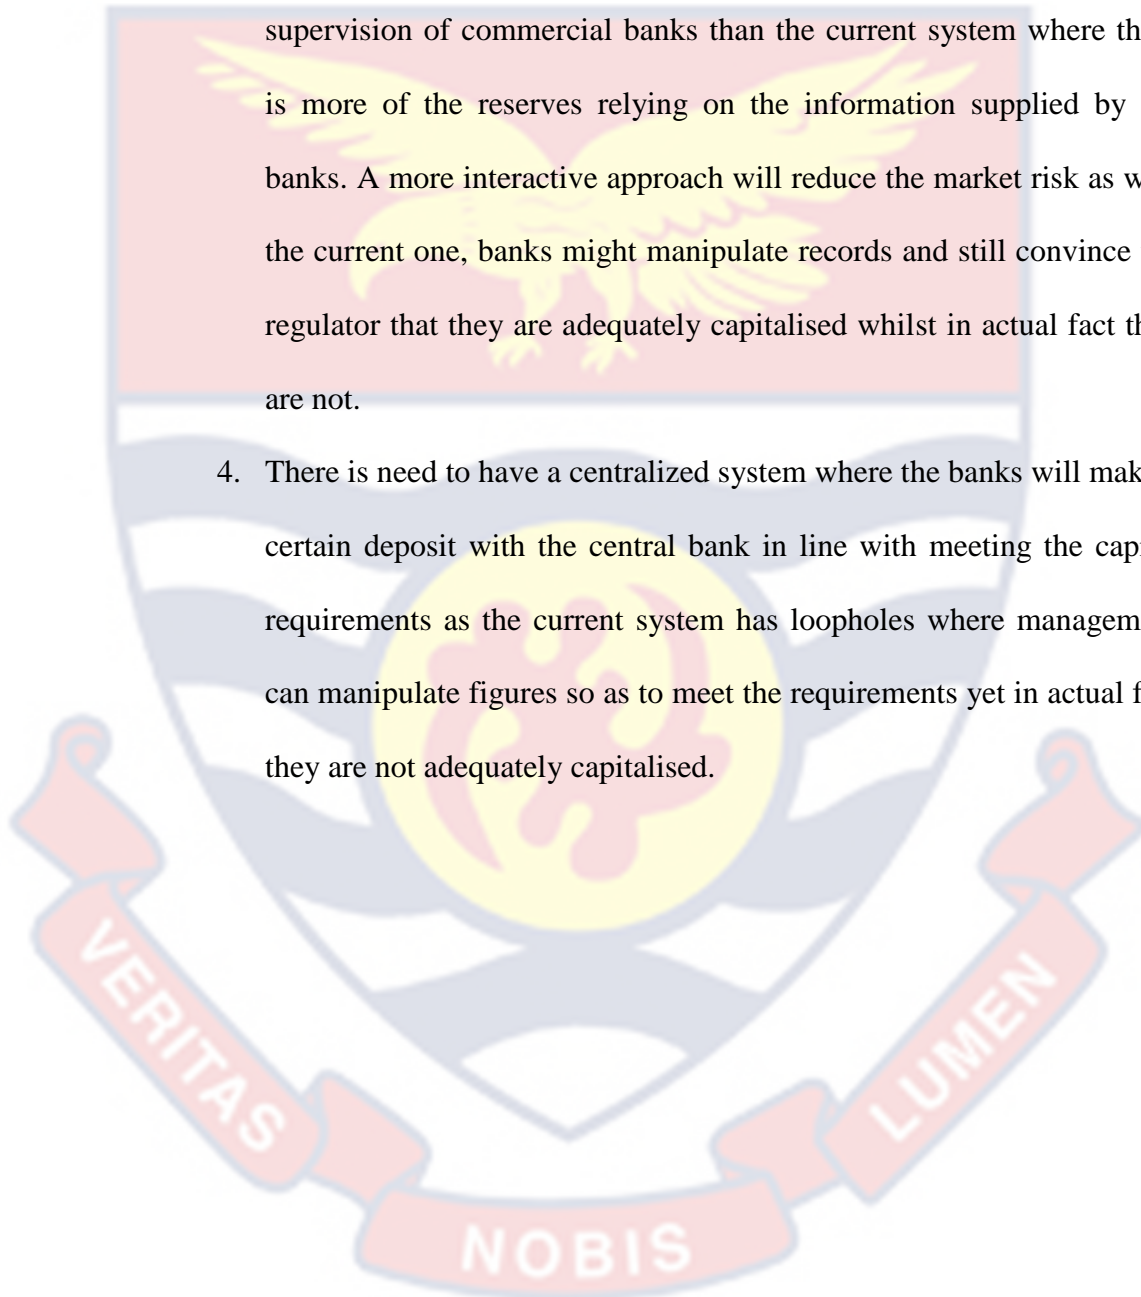 supervision of commercial banks than the current system where th
is more of the reserves relying on the information supplied by
banks. A more interactive approach will reduce the market risk as w
the current one, banks might manipulate records and still convince
regulator that they are adequately capitalised whilst in actual fact th
are not.
4. There is need to have a centralized system where the banks will mak
certain deposit with the central bank in line with meeting the cap
requirements as the current system has loopholes where managem
can manipulate figures so as to meet the requirements yet in actual f
they are not adequately capitalised.
VERITAS
NOBIS
LUMEN